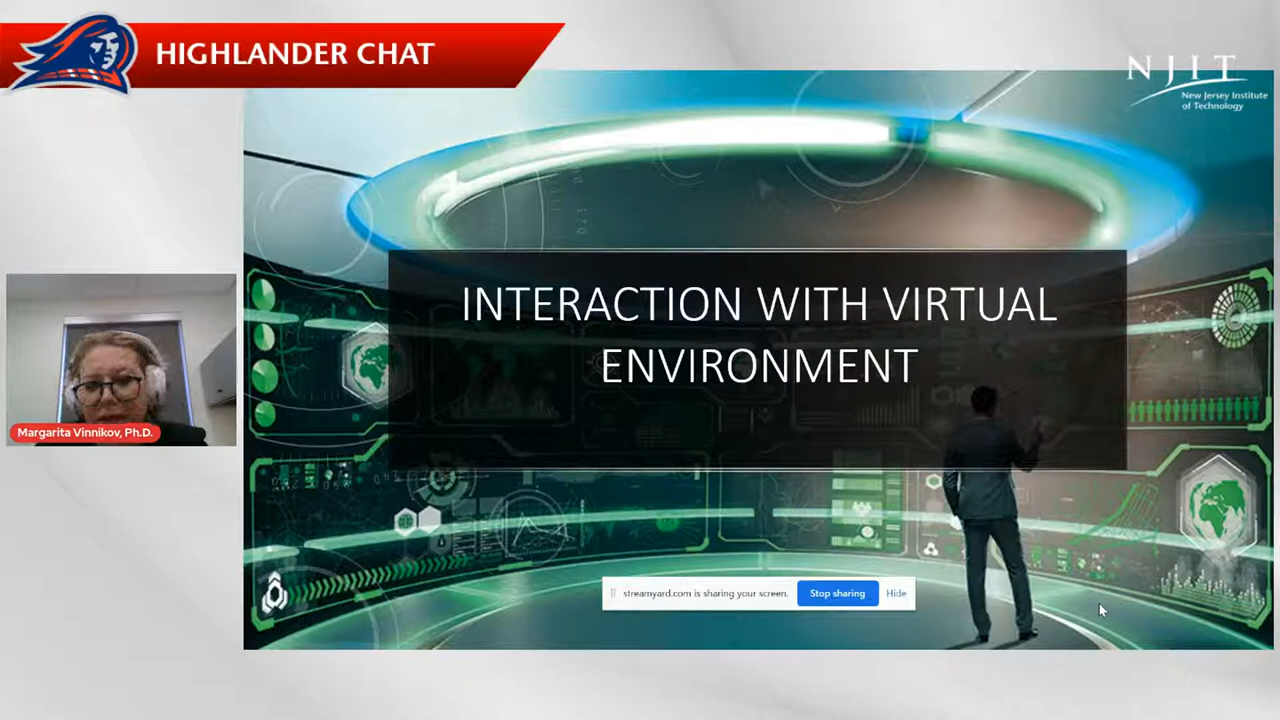 HIGHLANDER CHAT
NJIT
New Jersey Institute
of Technology
INTERACTION WITH VIRTUAL
ENVIRONMENT
Margarita Vinnikov, Ph.D.
streamyard.com is sharing your screen.
Stop sharing
Hide